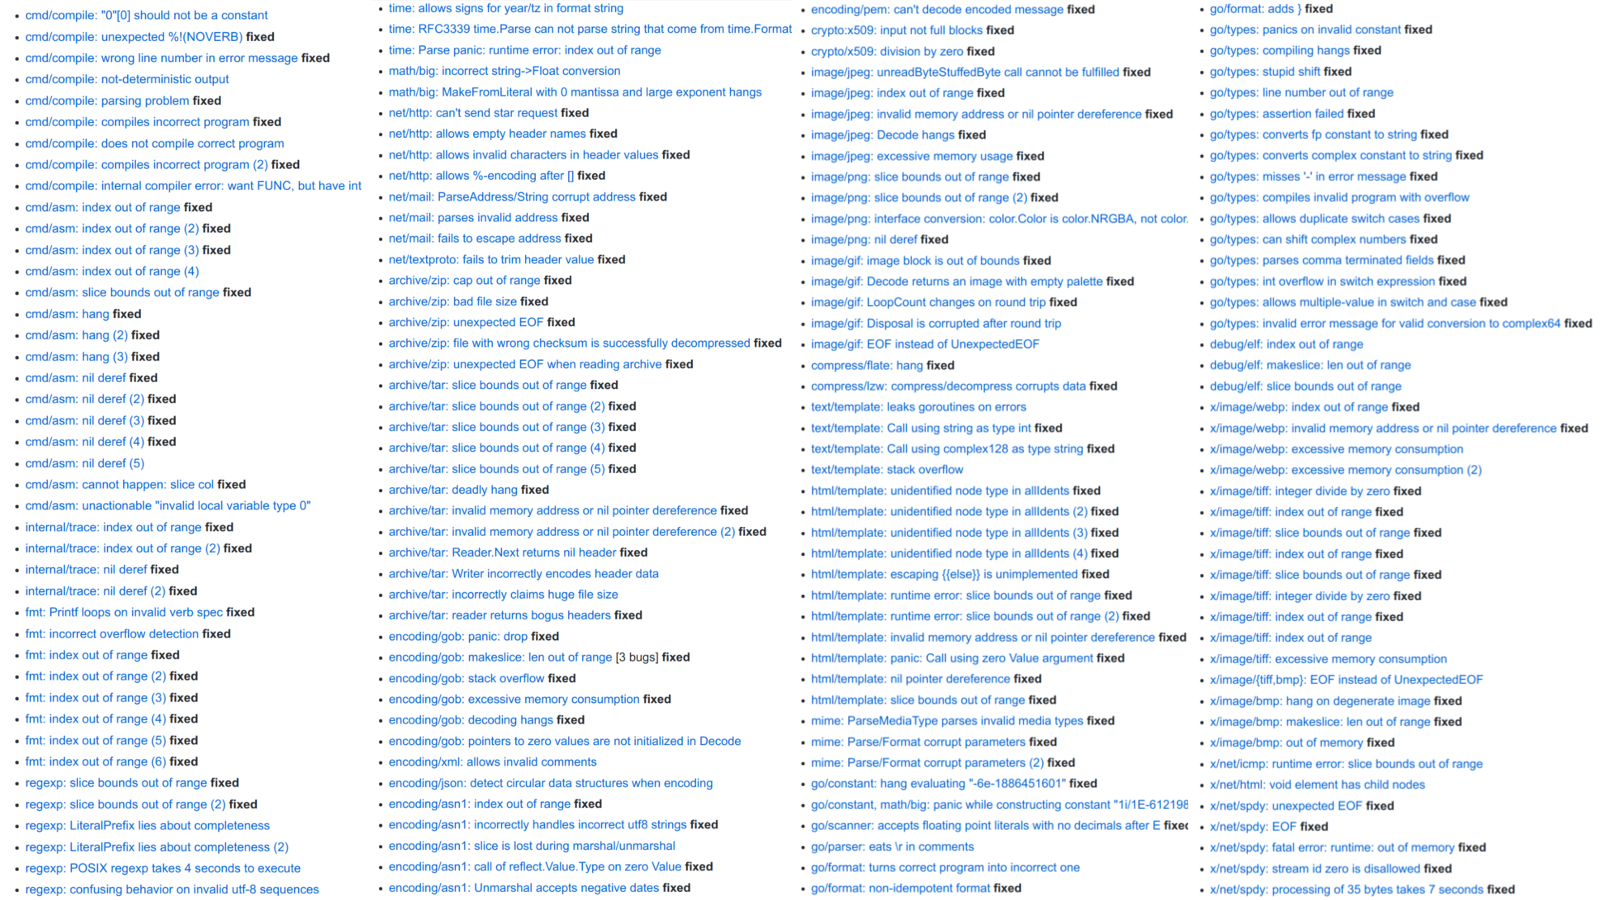 cmd/compile: "0"[0] should not be a constant
cmd/compile: unexpected %!(NOVERB) fixed
cmd/compile: wrong line number in error message fixed
cmd/compile: not-deterministic output
cmd/compile: parsing problem fixed
cmd/compile: compiles incorrect program fixed
cmd/compile: does not compile correct program
cmd/compile: compiles incorrect program (2) fixed
cmd/compile: internal compiler error: want FUNC, but have int
cmd/asm: index out of range fixed
cmd/asm: index out of range (2) fixed
cmd/asm: index out of range (3) fixed
cmd/asm: index out of range (4)
cmd/asm: slice bounds out of range fixed
cmd/asm: hang fixed
cmd/asm: hang (2) fixed
cmd/asm: hang (3) fixed
cmd/asm: nil deref fixed
cmd/asm: nil deref (2) fixed
cmd/asm: nil deref (3) fixed
cmd/asm: nil deref (4) fixed
cmd/asm: nil deref (5)
cmd/asm: cannot happen: slice col fixed
cmd/asm: unactionable "invalid local variable type 0"
internal/trace: index out of range fixed
internal/trace: index out of range (2) fixed
internal/trace: nil deref fixed
internal/trace: nil deref (2) fixed
fmt: Printf loops on invalid verb spec fixed
fmt: incorrect overflow detection fixed
fmt: index out of range fixed
fmt: index out of range (2) fixed
fmt: index out of range (3) fixed
fmt: index out of range (4) fixed
fmt: index out of range (5) fixed
fmt: index out of range (6) fixed
regexp: slice bounds out of range fixed
regexp: slice bounds out of range (2) fixed
regexp: LiteralPrefix lies about completeness
regexp: LiteralPrefix lies about completeness (2)
regexp: POSIX regexp takes 4 seconds to execute
regexp: confusing behavior on invalid utf-8 sequences
time: allows signs for year/tz in format string
time: RFC3339 time.Parse can not parse string that come from time.Format
time: Parse panic: runtime error: index out of range
math/big: incorrect string->Float conversion
math/big: MakeFromLiteral with 0 mantissa and large exponent hangs
net/http: can't send star request fixed
net/http: allows empty header names fixed
net/http: allows invalid characters in header values fixed
net/http: allows %-encoding after [] fixed
net/mail: ParseAddress/String corrupt address fixed
net/mail: parses invalid address fixed
net/mail: fails to escape address fixed
net/textproto: fails to trim header value fixed
archive/zip: cap out of range fixed
archive/zip: bad file size fixed
archive/zip: unexpected EOF fixed
archive/zip: file with wrong checksum is successfully decompressed fixed
archive/zip: unexpected EOF when reading archive fixed
archive/tar: slice bounds out of range fixed
archive/tar: slice bounds out of range (2) fixed
archive/tar: slice bounds out of range (3) fixed
archive/tar: slice bounds out of range (4) fixed
archive/tar: slice bounds out of range (5) fixed
archive/tar: deadly hang fixed
archive/tar: invalid memory address or nil pointer dereference fixed
archive/tar: invalid memory address or nil pointer dereference (2) fixed
archive/tar: Reader.Next returns nil header fixed
archive/tar: Writer incorrectly encodes header data
archive/tar: incorrectly claims huge file size
archive/tar: reader returns bogus headers fixed
encoding/gob: panic: drop fixed
encoding/gob: makeslice: len out of range [3 bugs] fixed
encoding/gob: stack overflow fixed
encoding/gob: excessive memory consumption fixed
encoding/gob: decoding hangs fixed
encoding/gob: pointers to zero values are not initialized in Decode
encoding/xml: allows invalid comments
encoding/json: detect circular data structures when encoding
encoding/asn1: index out of range fixed
encoding/asn1: incorrectly handles incorrect utf8 strings fixed
encoding/asn1: slice is lost during marshal/unmarshal
encoding/asn1: call of reflect.Value.Type on zero Value fixed
encoding/asn1: Unmarshal accepts negative dates fixed
encoding/pem: can't decode encoded message fixed
crypto:x509: input not full blocks fixed
crypto/x509: division by zero fixed
image/jpeg: unreadByteStuffedByte call cannot be fulfilled fixed
image/jpeg: index out of range fixed
image/jpeg: invalid memory address or nil pointer dereference fixed
image/jpeg: Decode hangs fixed
image/jpeg: excessive memory usage fixed
image/png: slice bounds out of range fixed
image/png: slice bounds out of range (2) fixed
image/png: interface conversion: color.Color is color.NRGBA, not color.
image/png: nil deref fixed
image/gif: image block is out of bounds fixed
image/gif: Decode returns an image with empty palette fixed
image/gif: LoopCount changes on round trip fixed
image/gif: Disposal is corrupted after round trip
image/gif: EOF instead of UnexpectedEOF
compress/flate: hang fixed
compress/lzw: compress/decompress corrupts data fixed
text/template: leaks goroutines on errors
text/template: Call using string as type int fixed
text/template: Call using complex128 as type string fixed
text/template: stack overflow
html/template: unidentified node type in allIdents fixed
html/template: unidentified node type in allIdents (2) fixed
html/template: unidentified node type in allIdents (3) fixed
html/template: unidentified node type in allIdents (4) fixed
html/template: escaping {{else}} is unimplemented fixed
html/template: runtime error: slice bounds out of range fixed
html/template: runtime error: slice bounds out of range (2) fixed
html/template: invalid memory address or nil pointer dereference fixed
html/template: panic: Call using zero Value argument fixed
html/template: nil pointer dereference fixed
html/template: slice bounds out of range fixed
mime: ParseMediaType parses invalid media types fixed
mime: Parse/Format corrupt parameters fixed
mime: Parse/Format corrupt parameters (2) fixed
go/constant: hang evaluating "-6e-1886451601" fixed
go/constant, math/big: panic while constructing constant "1i/1E-612198
go/scanner: accepts floating point literals with no decimals after E fixed
go/parser: eats \r in comments
go/format: turns correct program into incorrect one
go/format: non-idempotent format fixed
go/format: adds } fixed
go/types: panics on invalid constant fixed
go/types: compiling hangs fixed
go/types: stupid shift fixed
go/types: line number out of range
go/types: assertion failed fixed
go/types: converts fp constant to string fixed
go/types: converts complex constant to string fixed
go/types: misses '-' in error message fixed
go/types: compiles invalid program with overflow
go/types: allows duplicate switch cases fixed
go/types: can shift complex numbers fixed
go/types: parses comma terminated fields fixed
go/types: int overflow in switch expression fixed
go/types: allows multiple-value in switch and case fixed
go/types: invalid error message for valid conversion to complex64 fixed
debug/elf: index out of range
debug/elf: makeslice: len out of range
debug/elf: slice bounds out of range
x/image/webp: index out of range fixed
x/image/webp: invalid memory address or nil pointer dereference fixed
x/image/webp: excessive memory consumption
x/image/webp: excessive memory consumption (2)
x/image/tiff: integer divide by zero fixed
x/image/tiff: index out of range fixed
x/image/tiff: slice bounds out of range fixed
x/image/tiff: index out of range fixed
x/image/tiff: slice bounds out of range fixed
x/image/tiff: integer divide by zero fixed
x/image/tiff: index out of range fixed
x/image/tiff: index out of range
x/image/tiff: excessive memory consumption
x/image/{tiff,bmp}: EOF instead of UnexpectedEOF
x/image/bmp: hang on degenerate image fixed
x/image/bmp: makeslice: len out of range fixed
x/image/bmp: out of memory fixed
x/net/icmp: runtime error: slice bounds out of range
x/net/html: void element has child nodes
x/net/spdy: unexpected EOF fixed
x/net/spdy: EOF fixed
x/net/spdy: fatal error: runtime: out of memory fixed
x/net/spdy: stream id zero is disallowed fixed
x/net/spdy: processing of 35 bytes takes 7 seconds fixed